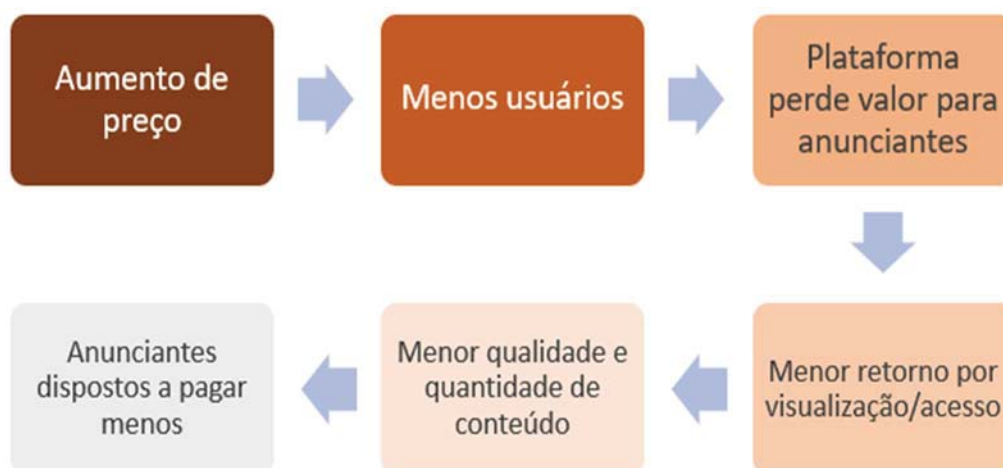 Aumento de
preço
Menos usuários
Plataforma
perde valor para
anunciantes
Menor retorno por
visualização/acesso
Menor qualidade e
quantidade de
conteúdo
Anunciantes
dispostos a pagar
menos